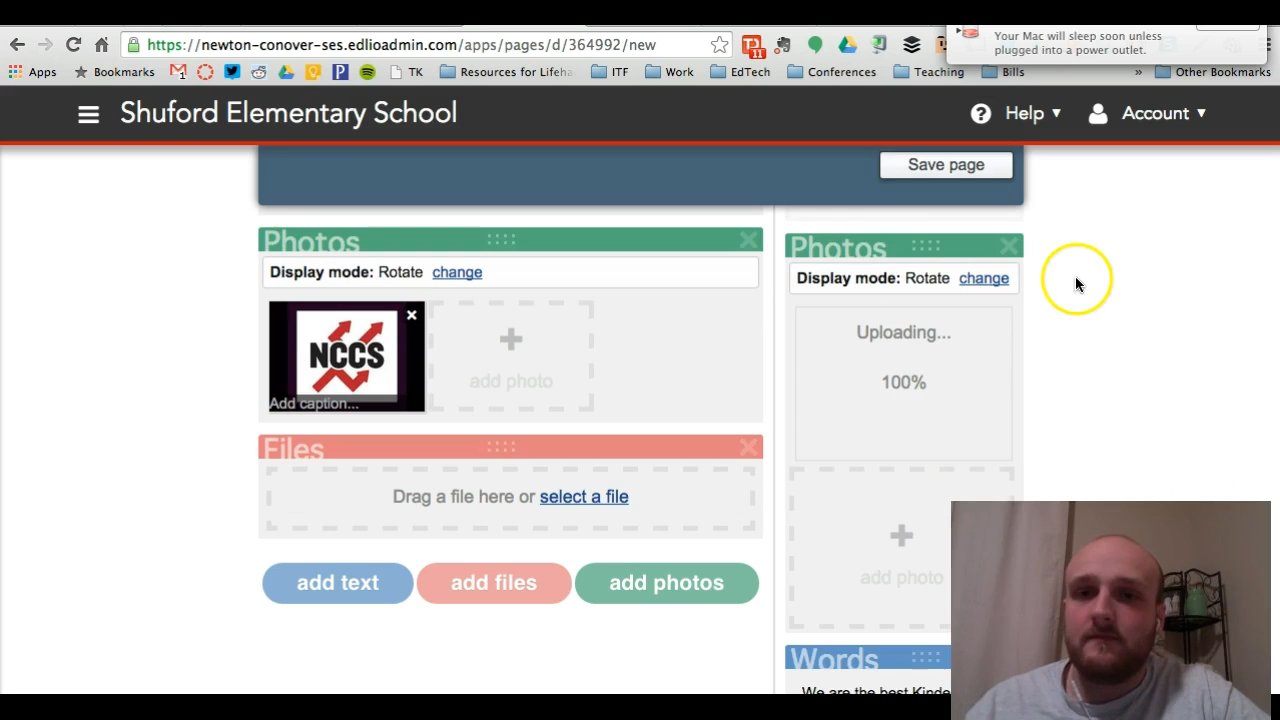 https://newton-conover-ses.edlioadmin.com/apps/pages/d/364992/new
11
Your Mac will sleep soon unless
plugged into a power outlet.
Apps
Bookmarks
TK
Resources for Lifeha
ITF
Work
EdTech
Conferences
Teaching
Bills
»
Other Bookmarks
Shuford Elementary School
? Help ▼
Account ▼
Save page
Photos
Display mode: Rotate change
NCCS
Add caption...
add photo
Files
Drag a file here or select a file
add text
add files
add photos
Photos
Display mode: Rotate change
Uploading...
100%
add photo
Words
We are the best Kinde